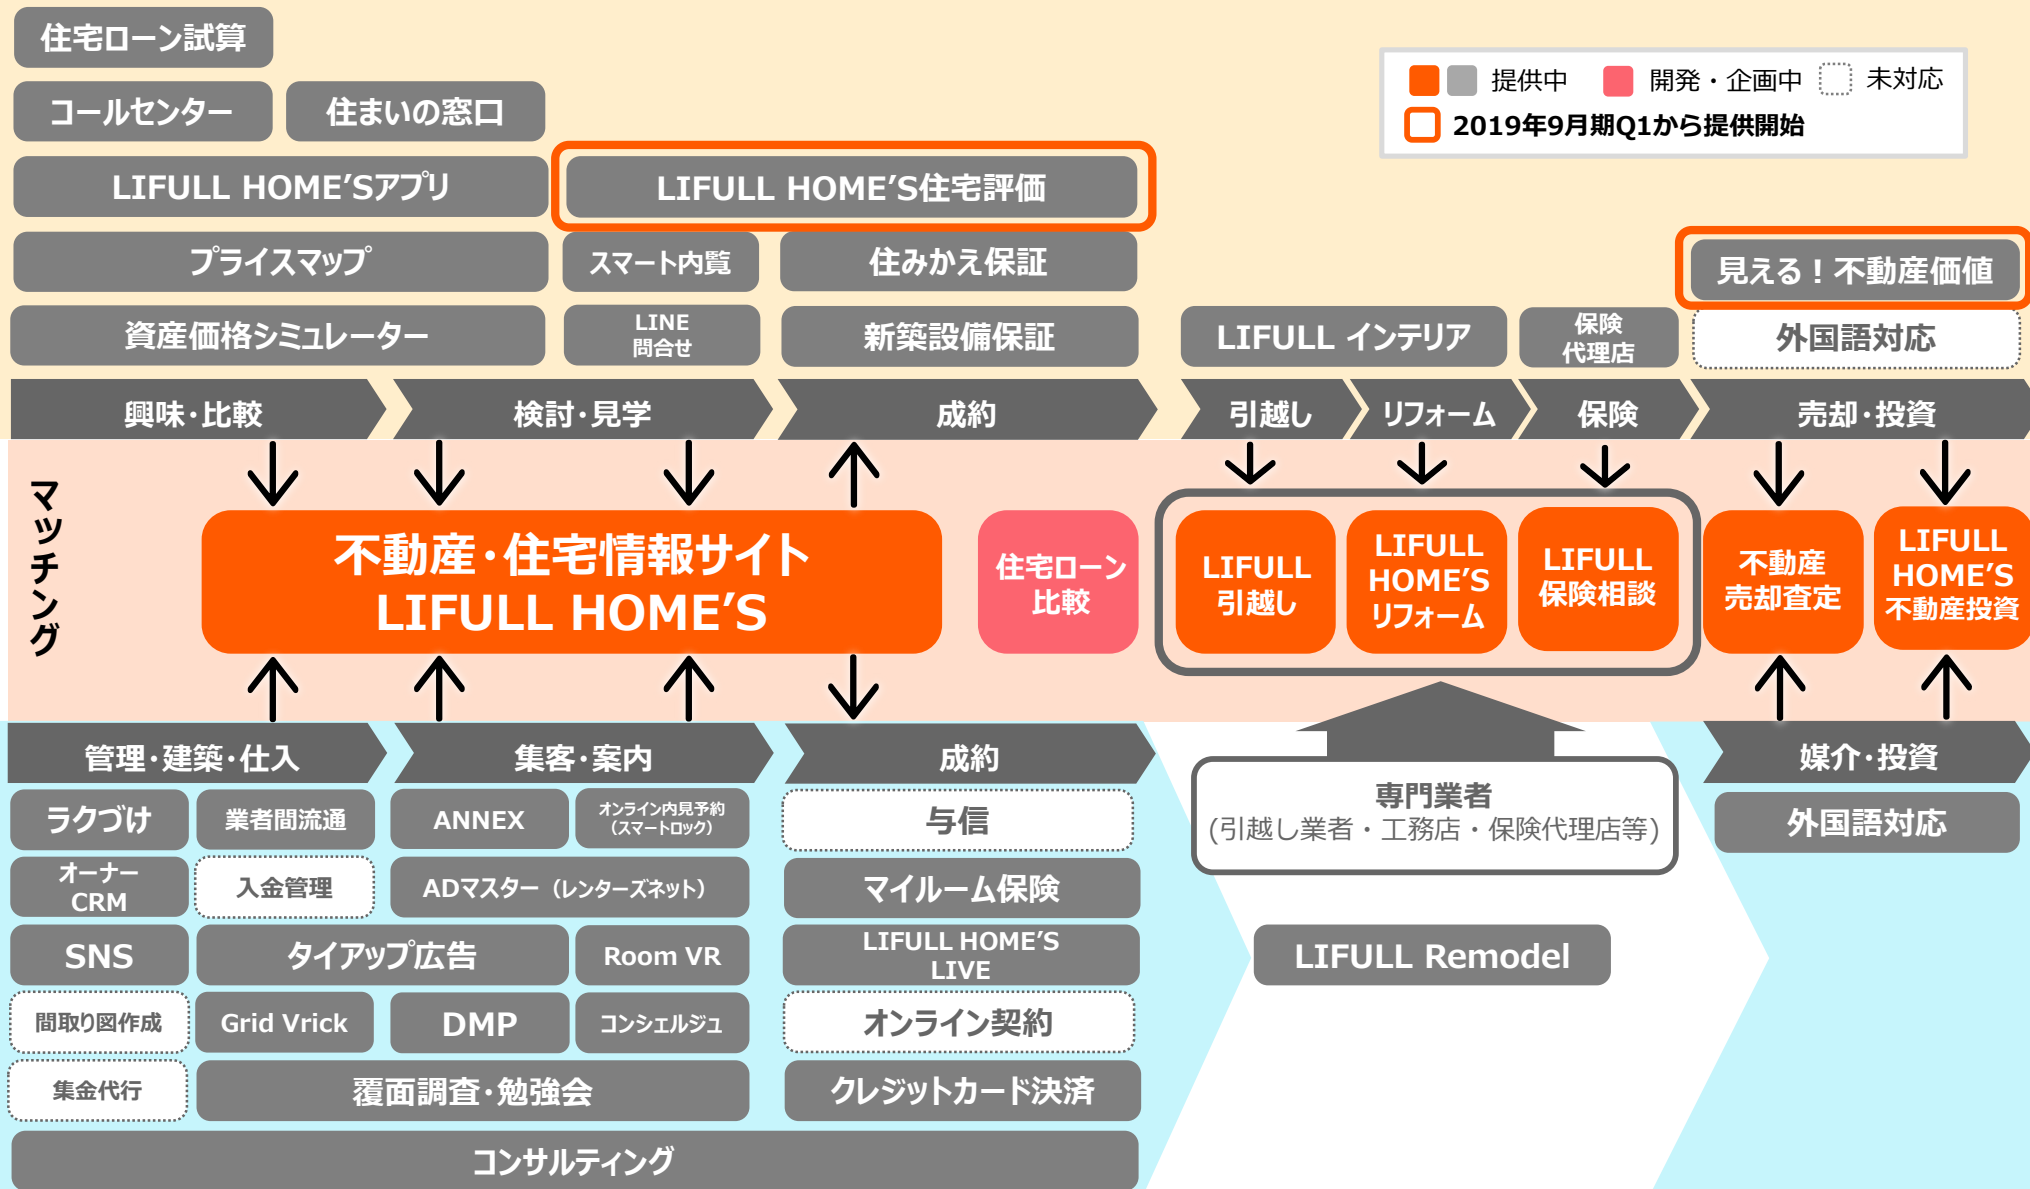 住宅ローン試算
コールセンター
住まいの窓口
LIFULL HOME'Sアプリ
LIFULL HOME'S住宅評価
プライスマップ
スマート内覧
住みかえ保証
資産価格シミュレーター
LINE
問合せ
新築設備保証
提供中
開発・企画中
未対応
2019年9月期Q1から提供開始
見える！不動産価値
LIFULL インテリア
保険
代理店
外国語対応
興味・比較
検討・見学
成約
引越し
リフォーム
保険
売却・投資
マッチング
不動産・住宅情報サイト
LIFULL HOME'S
住宅ローン
比較
LIFULL
引越し
LIFULL
HOME'S
リフォーム
LIFULL
保険相談
不動産
売却査定
LIFULL
HOME'S
不動産投資
管理・建築・仕入
集客・案内
成約
媒介・投資
専門業者
(引越し業者・工務店・保険代理店等)
ラクづけ
業者間流通
ANNEX
オンライン内見予約
（スマートロック）
与信
外国語対応
オーナー
CRM
入金管理
ADマスター（レンターズネット）
マイルーム保険
SNS
タイアップ広告
Room VR
LIFULL HOME'S
LIVE
LIFULL Remodel
間取り図作成
Grid Vrick
DMP
コンシェルジュ
オンライン契約
集金代行
覆面調査・勉強会
クレジットカード決済
コンサルティング